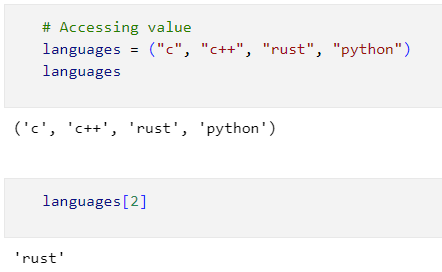 # Accessing value
languages = ("c", "c++", "rust", "python")
languages
('c', 'c++', 'rust', 'python')
languages[2]
'rust'